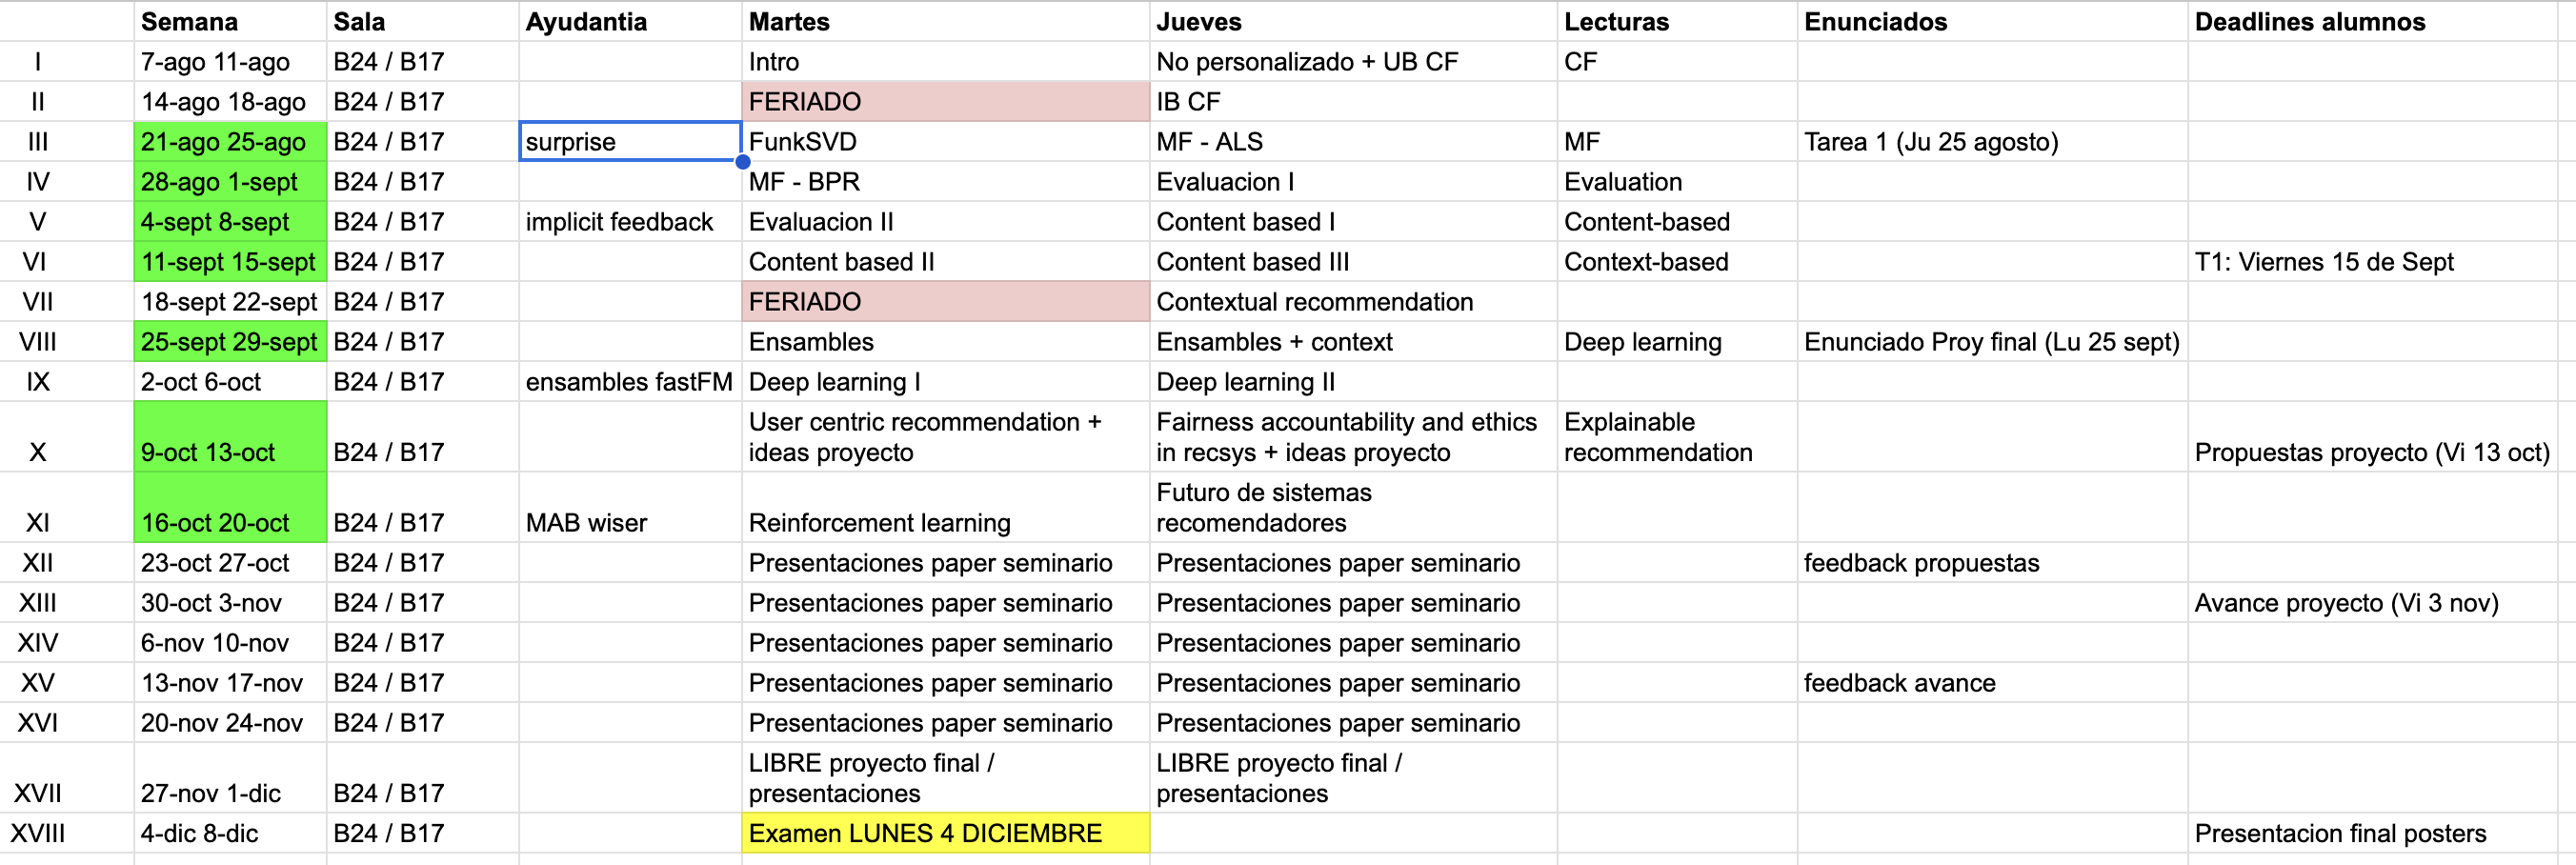 Semana Sala Ayudantia Martes Jueves Lecturas Enunciados Deadlines alumnos
I 7-ago 11-ago B24 / B17 Intro No personalizado + UB CF CF
II 14-ago 18-ago B24 / B17 FERIADO IB CF
III 21-ago 25-ago B24 / B17 surprise FunkSVD MF - ALS MF Tarea 1 (Ju 25 agosto)
IV 28-ago 1-sept B24 / B17 MF - BPR Evaluacion I Evaluation
V 4-sept 8-sept B24 / B17 implicit feedback Evaluacion II Content based I Content-based
VI 11-sept 15-sept B24 / B17 Content based II Content based III Context-based T1: Viernes 15 de Sept
VII 18-sept 22-sept B24 / B17 FERIADO Contextual recommendation
VIII 25-sept 29-sept B24 / B17 Ensambles Ensambles + context Deep learning Enunciado Proy final (Lu 25 sept)
IX 2-oct 6-oct B24 / B17 ensambles fastFM Deep learning I Deep learning II
User centric recommendation + Fairness accountability and ethics Explainable
X 9-oct 13-oct B24 / B17 ideas proyecto in recsys + ideas proyecto recommendation Propuestas proyecto (Vi 13 oct)
Futuro de sistemas
XI 16-oct 20-oct B24 / B17 MAB wiser Reinforcement learning recomendadores
XII 23-oct 27-oct B24 / B17 Presentaciones paper seminario Presentaciones paper seminario feedback propuestas
XIII 30-oct 3-nov B24 / B17 Presentaciones paper seminario Presentaciones paper seminario Avance proyecto (Vi 3 nov)
XIV 6-nov 10-nov B24 / B17 Presentaciones paper seminario Presentaciones paper seminario
XV 13-nov 17-nov B24 / B17 Presentaciones paper seminario Presentaciones paper seminario feedback avance
XVI 20-nov 24-nov B24 / B17 Presentaciones paper seminario Presentaciones paper seminario
LIBRE proyecto final / LIBRE proyecto final /
XVII 27-nov 1-dic B24 / B17 presentaciones presentaciones
XVIII 4-dic 8-dic B24 / B17 Examen LUNES 4 DICIEMBRE Presentacion final posters